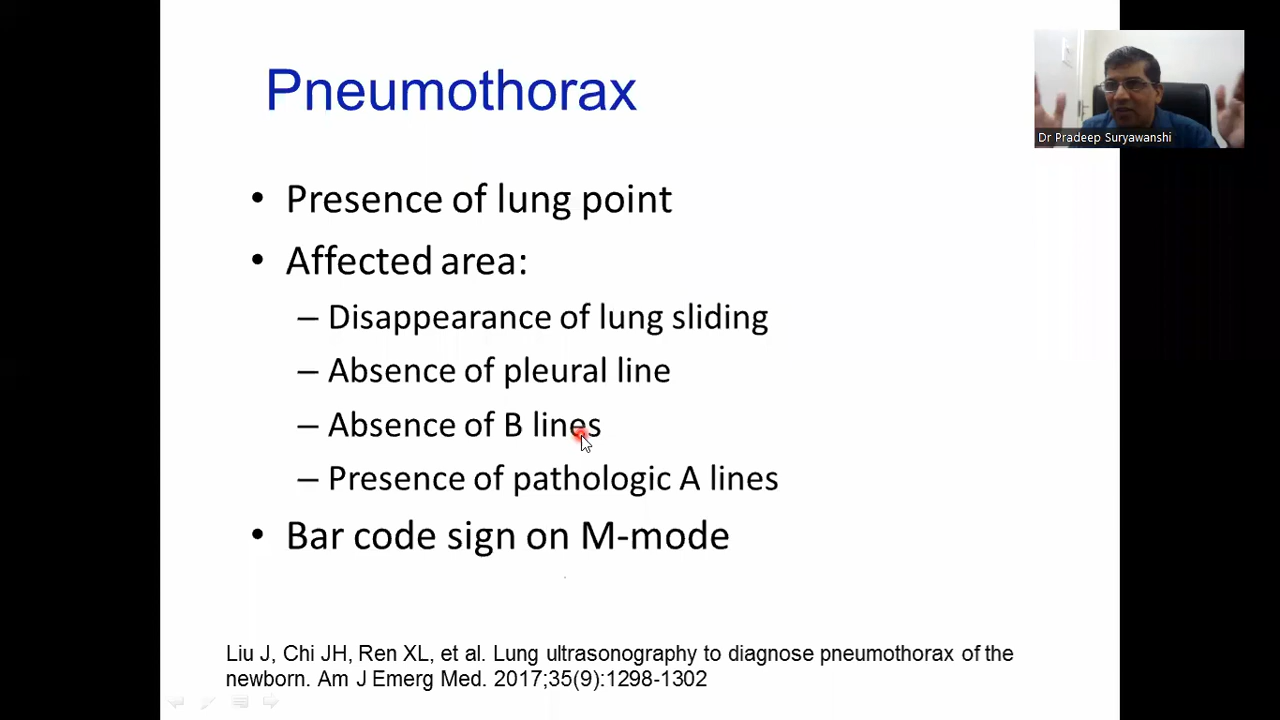 Pneumothorax
Dr Pradeep Suryawanshi
• Presence of lung point
• Affected area:
– Disappearance of lung sliding
– Absence of pleural line
– Absence of B lines
– Presence of pathologic A lines
• Bar code sign on M-mode
Liu J, Chi JH, Ren XL, et al. Lung ultrasonography to diagnose pneumothorax of the
newborn. Am J Emerg Med. 2017;35(9):1298-1302